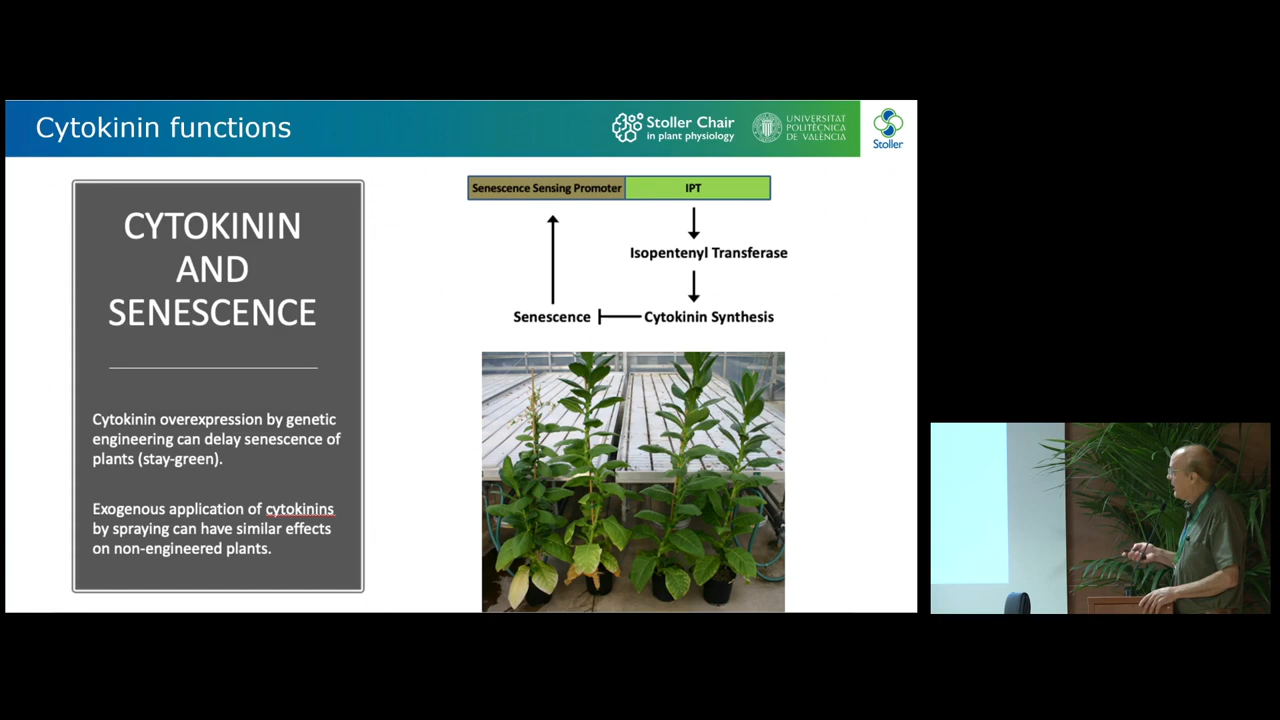 Cytokinin functions
Stoller Chair
in plant physiology
UNIVERSITAT
POLITÈCNICA
DE VALÈNCIA
Stoller
CYTOKININ
AND
SENESCENCE
Cytokinin overexpression by genetic
engineering can delay senescence of
plants (stay-green).
Exogenous application of cytokinins
by spraying can have similar effects
on non-engineered plants.
Senescence Sensing Promoter
IPT
Isopentenyl Transferase
Senescence
Cytokinin Synthesis